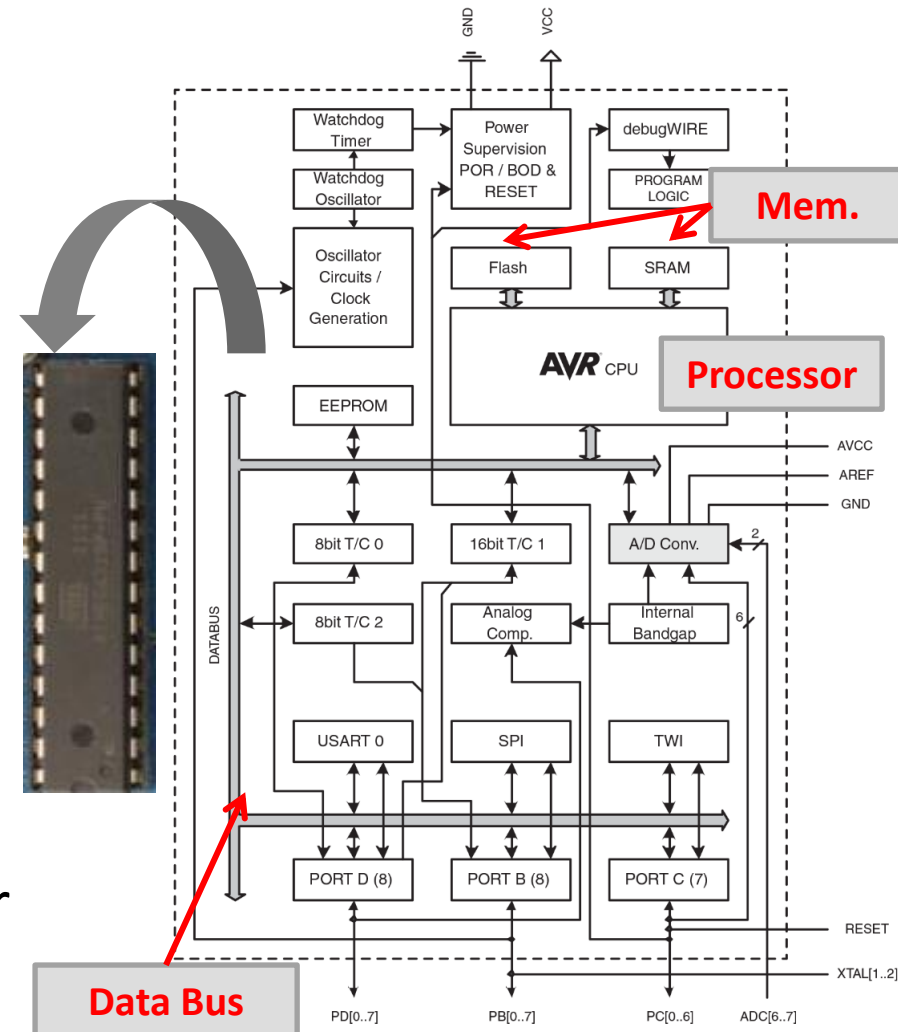 GND
VCC
Watchdog
Timer
Power
Supervision
POR / BOD &
RESET
debugWIRE
Watchdog
Oscillator
PROGRAM
LOGIC
Mem.
Oscillator
Circuits /
Clock
Generation
Flash
SRAM
AVR CPU
Processor
EEPROM
AVCC
AREF
GND
8bit T/C 0
16bit T/C 1
A/D Conv.
2
8bit T/C 2
Analog
Comp.
Internal
Bandgap
6
DATABUS
USART 0
SPI
TWI
PORT D (8)
PORT B (8)
PORT C (7)
r
RESET
XTAL[1..2]
Data Bus
PD[0..7]
PB[0..7]
PC[0..6]
ADC[6..7]